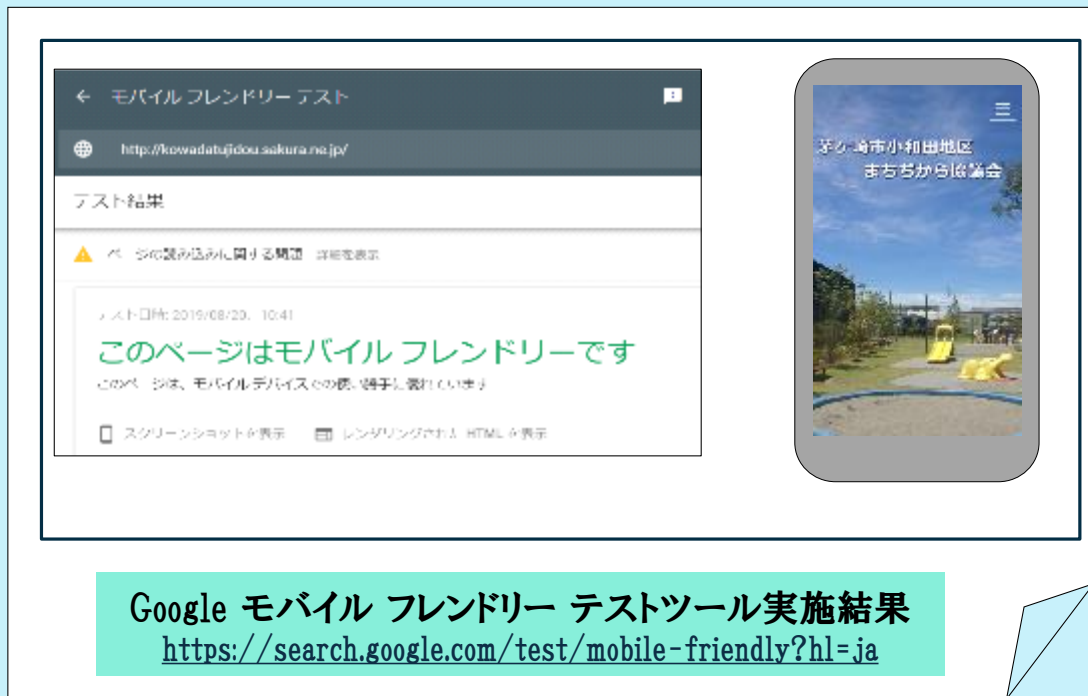 モバイル フレンドリー テスト
http://kowadatujidou.sakura.ne.jp/
テスト結果
ページの読み込みに関する問題 詳細を表示
テスト日時: 2019/08/20、10:41
このページはモバイル フレンドリーです
このページは、モバイル デバイスでの使い勝手に優れています
スクリーンショットを表示 レンダリングされた HTML を表示
茅ヶ崎市小和田地区
まちぢから協議会
Google モバイル フレンドリー テストツール実施結果
https://search.google.com/test/mobile-friendly?hl=ja